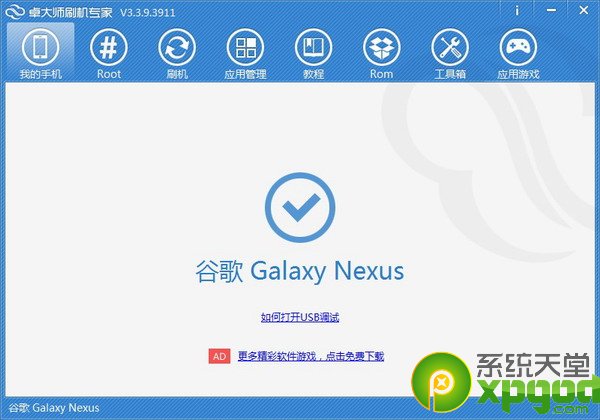 卓大师刷机专家 V3.3.9.3911
我的手机 Root 刷机 应用管理 教程 Rom 工具箱 应用游戏
谷歌 Galaxy Nexus
如何打开USB调试
AD 更多精彩软件游戏，点击免费下载
系统天堂
xpgod
谷歌 Galaxy Nexus